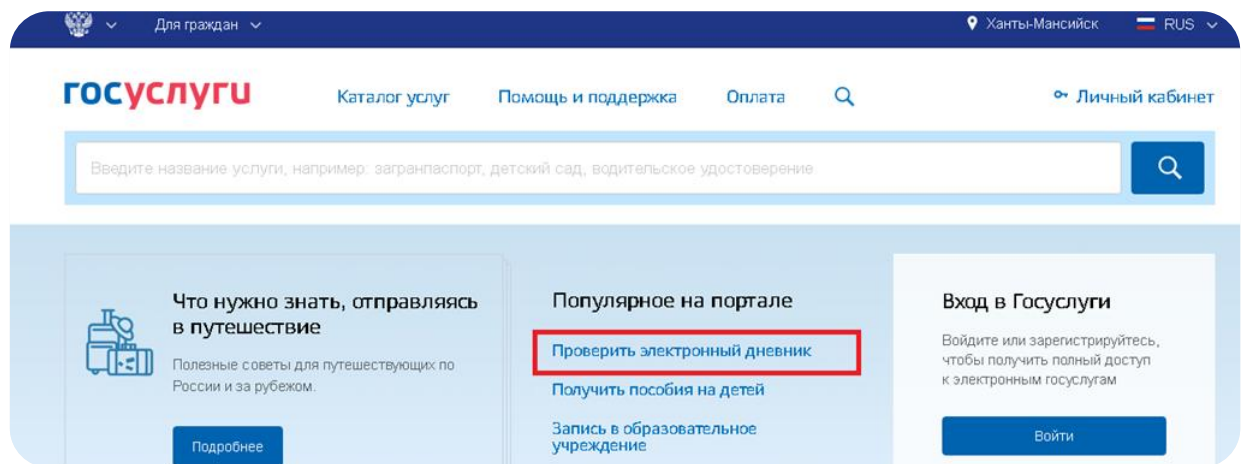 Для граждан
Ханты-Мансийск
RUS
госуслуги
Каталог услуг
Помощь и поддержка
Оплата
Личный кабинет
Введите название услуги, например: загранпаспорт, детский сад, водительское удостоверение
Что нужно знать, отправляясь
в путешествие
Полезные советы для путешествующих по
России и за рубежом.
Подробнее
Популярное на портале
Проверить электронный дневник
Получить пособия на детей
Запись в образовательное
учреждение
Вход в Госуслуги
Войдите или зарегистрируйтесь,
чтобы получить полный доступ
к электронным госуслугам
Войти